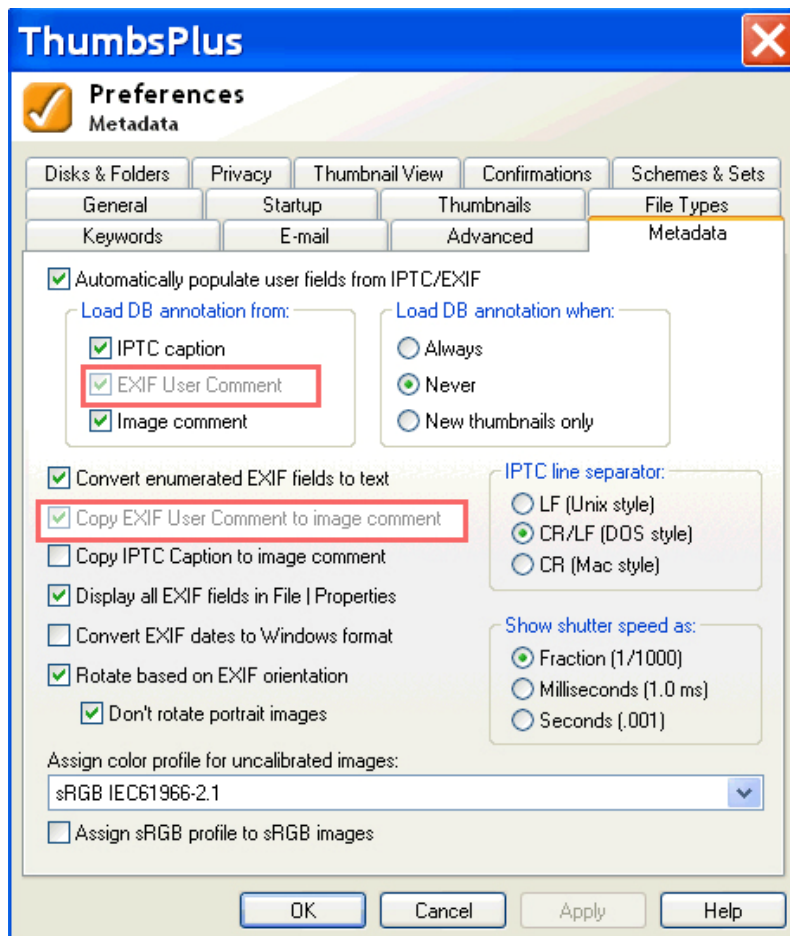 ThumbsPlus
Preferences
Metadata
Disks & Folders Privacy Thumbnail View Confirmations Schemes & Sets
General Startup Thumbnails File Types
Keywords E-mail Advanced Metadata
Automatically populate user fields from IPTC/EXIF
Load DB annotation from:
IPTC caption
EXIF User Comment
Image comment
Load DB annotation when:
Always
Never
New thumbnails only
Convert enumerated EXIF fields to text
Copy EXIF User Comment to image comment
Copy IPTC Caption to image comment
Display all EXIF fields in File | Properties
Convert EXIF dates to Windows format
Rotate based on EXIF orientation
Don't rotate portrait images
IPTC line separator:
LF (Unix style)
CR/LF (DOS style)
CR (Mac style)
Show shutter speed as:
Fraction (1/1000)
Milliseconds (1.0 ms)
Seconds (.001)
Assign color profile for uncalibrated images:
sRGB IEC61966-2.1
Assign sRGB profile to sRGB images
OK Cancel Apply Help